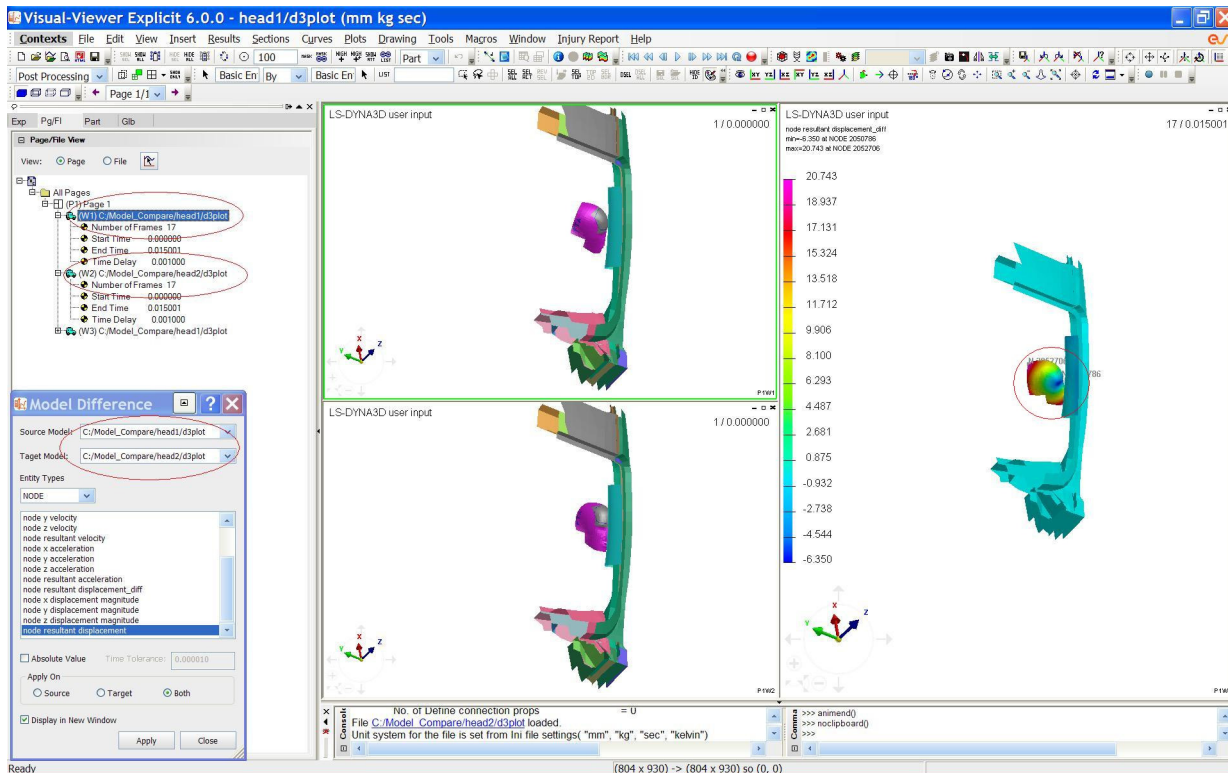 Visual-Viewer Explicit 6.0.0 - head1/d3plot (mm kg sec)
Contexts File Edit View Insert Results Sections Curves Plots Drawing Tools Macros Window Injury Report Help
100 Part
Post Processing Basic En By Basic En LIST
Page 1/1
Exp Pg/Fl Part Glb
Page/File View
View: Page File
All Pages
(P1) Page 1
(W1) C:/Model_Compare/head1/d3plot
Number of Frames 17
Start Time 0.000000
End Time 0.015001
Time Delay 0.001000
(W2) C:/Model_Compare/head2/d3plot
Number of Frames 17
Start Time 0.000000
End Time 0.015001
Time Delay 0.001000
(W3) C:/Model_Compare/head1/d3plot
Model Difference
Source Model: C:/Model_Compare/head1/d3plot
Taget Model: C:/Model_Compare/head2/d3plot
Entity Types
NODE
node y velocity
node z velocity
node resultant velocity
node x acceleration
node y acceleration
node z acceleration
node resultant acceleration
node resultant displacement_diff
node x displacement magnitude
node y displacement magnitude
node z displacement magnitude
node resultant displacement
Absolute Value Time Tolerance: 0.000010
Apply On
Source Target Both
Display in New Window
Apply Close
LS-DYNA3D user input
1 / 0.000000
X
Y
Z
P1W1
LS-DYNA3D user input
1 / 0.000000
X
Y
Z
P1W2
LS-DYNA3D user input
17 / 0.015001
node resultant displacement_diff
min=-6.350 at NODE 2050786
max=20.743 at NODE 2052706
20.743
18.937
17.131
15.324
13.518
11.712
9.906
8.100
6.293
4.487
2.681
0.875
-0.932
-2.738
-4.544
-6.350
X
Y
Z
Console
No. of Define connection props = 0
File C:/Model_Compare/head2/d3plot loaded.
Unit system for the file is set from Ini file settings( "mm", "kg", "sec", "kelvin")
Comma
>>> animend()
>>> noclipboard()
>>>
Ready
(804 x 930) -> (804 x 930) so (0, 0)